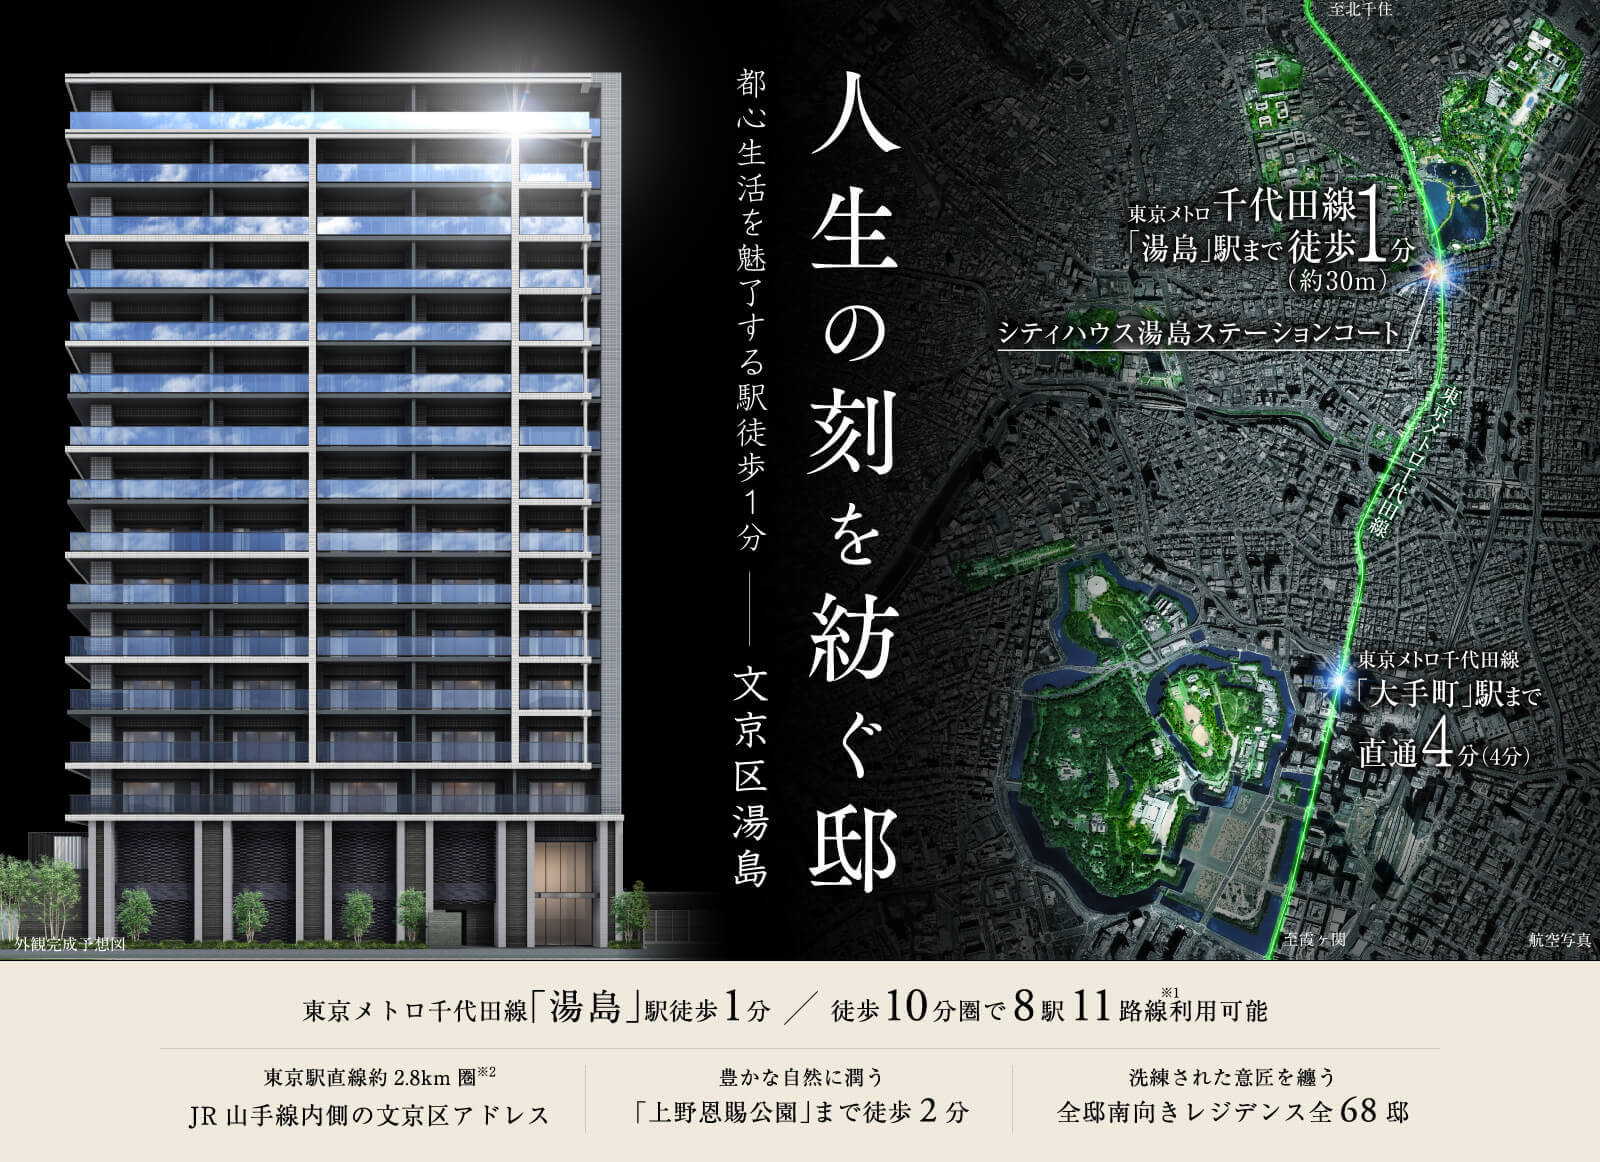 人生の刻を紡ぐ邸
都心生活を魅了する駅徒歩1分——文京区湯島
至北千住
東京メトロ千代田線
「湯島」駅まで徒歩1分
(約30m)
シティハウス湯島ステーションコート
東京メトロ千代田線
東京メトロ千代田線
「大手町」駅まで
直通4分(4分)
至霞ヶ関
航空写真
外観完成予想図
東京メトロ千代田線「湯島」駅徒歩1分 ／ 徒歩10分圏で8駅11路線利用可能※1
東京駅直線約2.8km圏※2
JR山手線内側の文京区アドレス
豊かな自然に潤う
「上野恩賜公園」まで徒歩2分
洗練された意匠を纏う
全邸南向きレジデンス全68邸